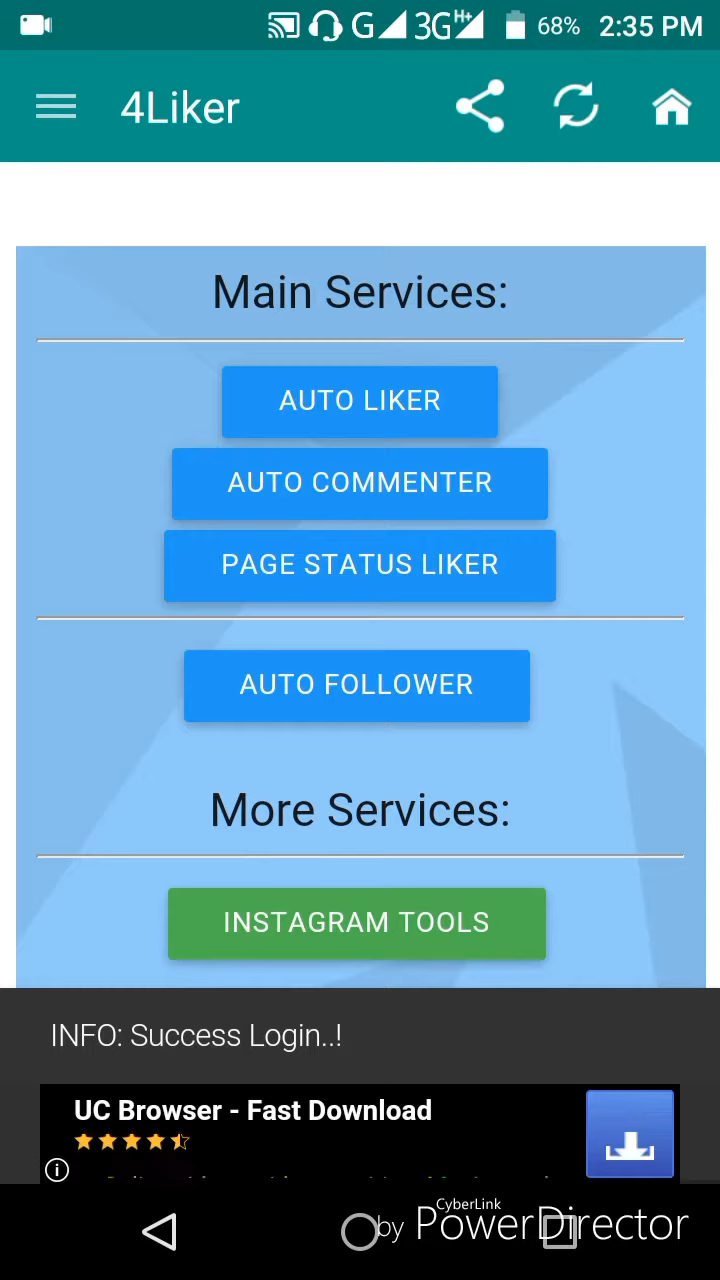 G 3G H+ 68% 2:35 PM
4Liker
Main Services:
AUTO LIKER
AUTO COMMENTER
PAGE STATUS LIKER
AUTO FOLLOWER
More Services:
INSTAGRAM TOOLS
INFO: Success Login..!
UC Browser - Fast Download
CyberLink
by PowerDirector